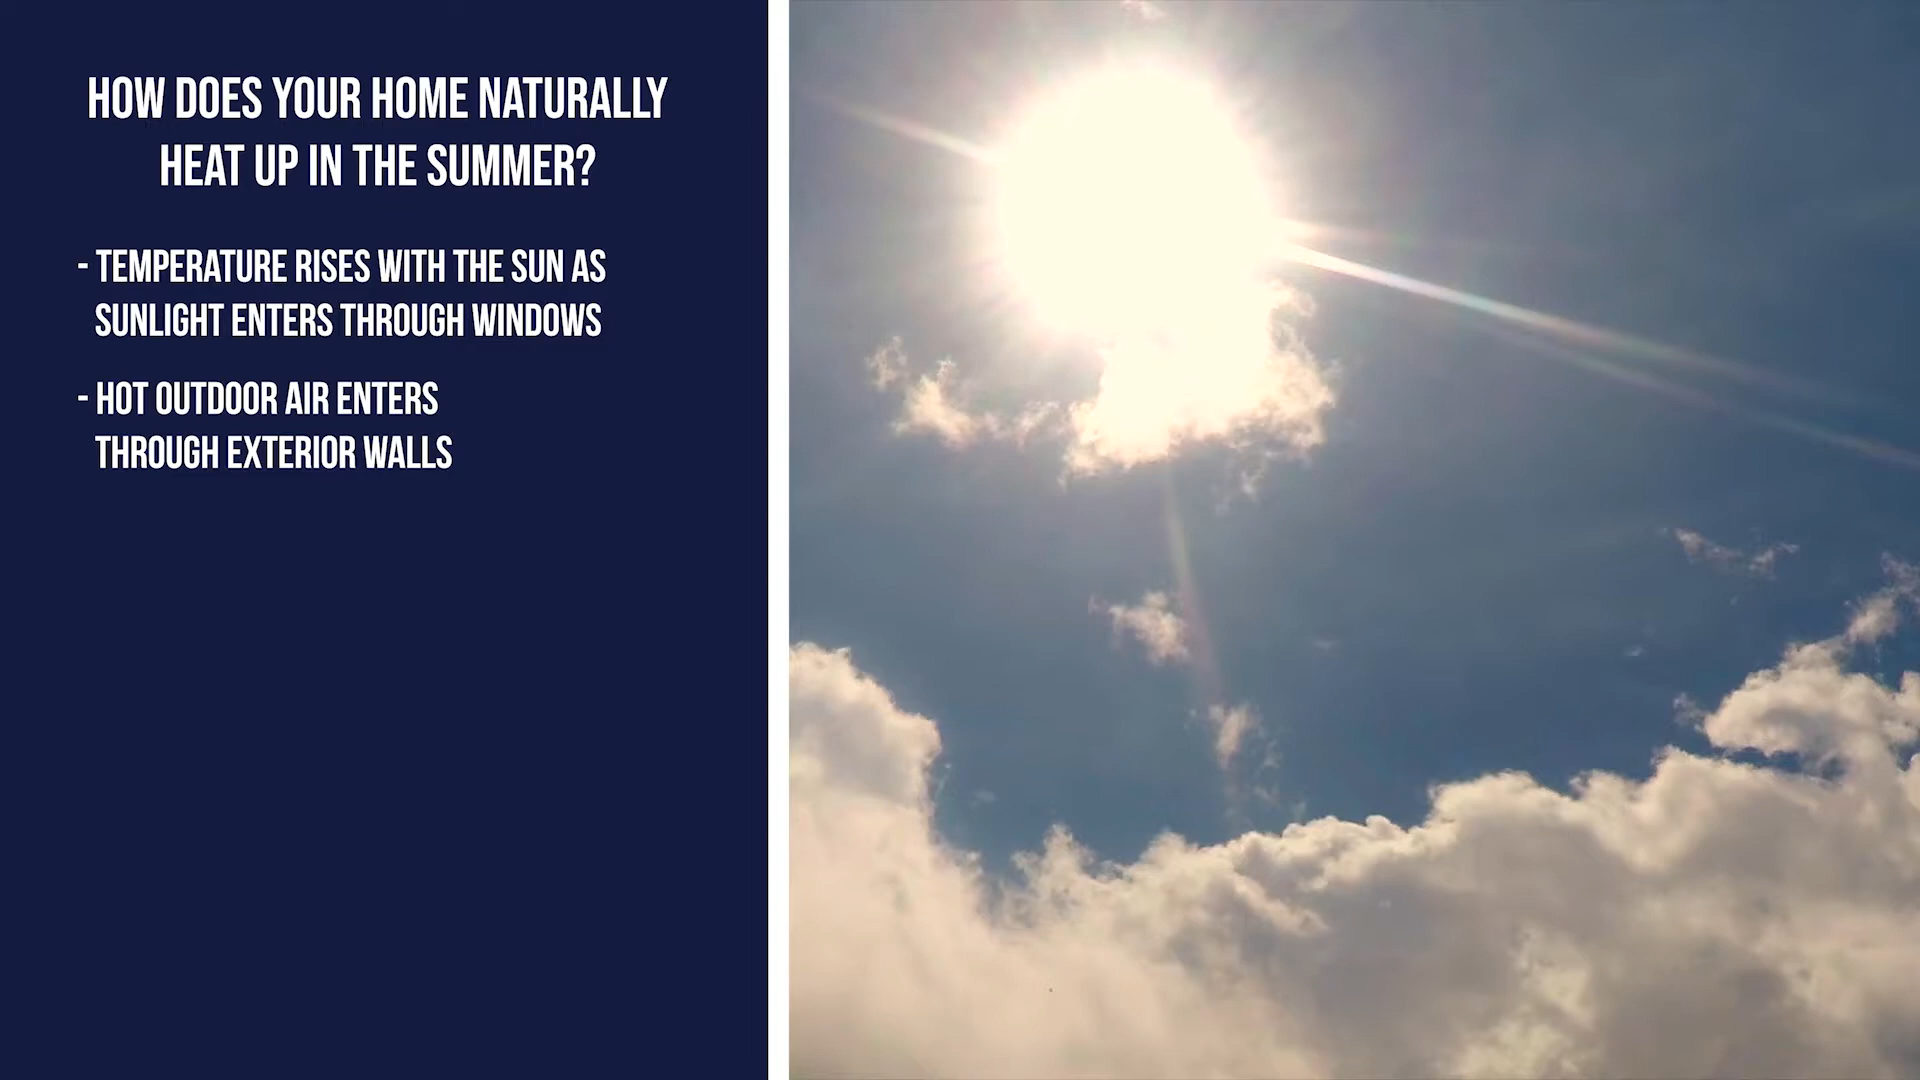 HOW DOES YOUR HOME NATURALLY
HEAT UP IN THE SUMMER?
- TEMPERATURE RISES WITH THE SUN AS
SUNLIGHT ENTERS THROUGH WINDOWS
- HOT OUTDOOR AIR ENTERS
THROUGH EXTERIOR WALLS